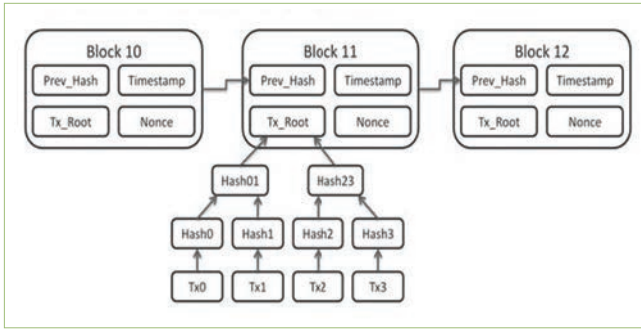 Block 10 Block 11 Block 12
Prev_Hash Timestamp Prev_Hash Timestamp Prev_Hash Timestamp
Tx_Root Nonce Tx_Root Nonce Tx_Root Nonce
Hash01 Hash23
Hash0 Hash1 Hash2 Hash3
Tx0 Tx1 Tx2 Tx3